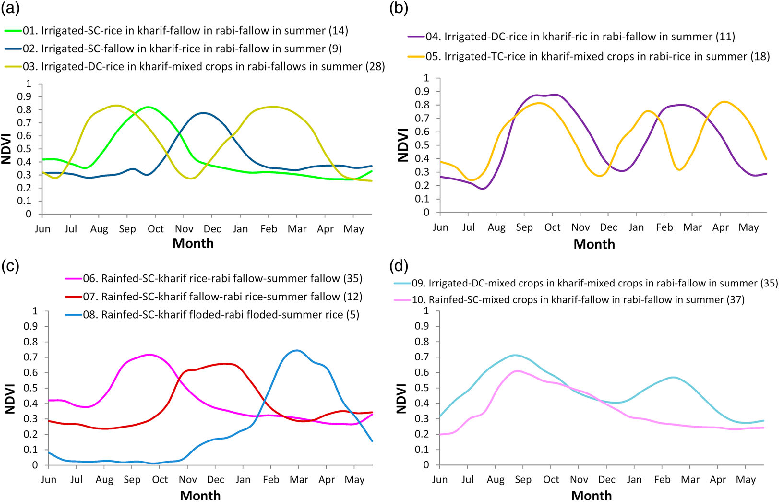 (a)
01. Irrigated-SC-rice in kharif-fallow in rabi-fallow in summer (14)
02. Irrigated-SC-fallow in kharif-rice in rabi-fallow in summer (9)
03. Irrigated-DC-rice in kharif-mixed crops in rabi-fallows in summer (28)
1
0.9
0.8
0.7
0.6
0.5
0.4
0.3
0.2
0.1
0
NDVI
Jun Jul Aug Sep Oct Nov Dec Jan Feb Mar Apr May
Month
(b)
04. Irrigated-DC-rice in kharif-ric in rabi-fallow in summer (11)
05. Irrigated-TC-rice in kharif-mixed crops in rabi-rice in summer (18)
1
0.9
0.8
0.7
0.6
0.5
0.4
0.3
0.2
0.1
0
NDVI
Jun Jul Aug Sep Oct Nov Dec Jan Feb Mar Apr May
Month
(c)
06. Rainfed-SC-kharif rice-rabi fallow-summer fallow (35)
07. Rainfed-SC-kharif fallow-rabi rice-summer fallow (12)
08. Rainfed-SC-kharif floded-rabi floded-summer rice (5)
1
0.9
0.8
0.7
0.6
0.5
0.4
0.3
0.2
0.1
0
NDVI
Jun Jul Aug Sep Oct Nov Dec Jan Feb Mar Apr May
Month
(d)
09. Irrigated-DC-mixed crops in kharif-mixed crops in rabi-fallow in summer (35)
10. Rainfed-SC-mixed crops in kharif-fallow in rabi-fallow in summer (37)
1
0.9
0.8
0.7
0.6
0.5
0.4
0.3
0.2
0.1
0
NDVI
Jun Jul Aug Sep Oct Nov Dec Jan Feb Mar Apr May
Month